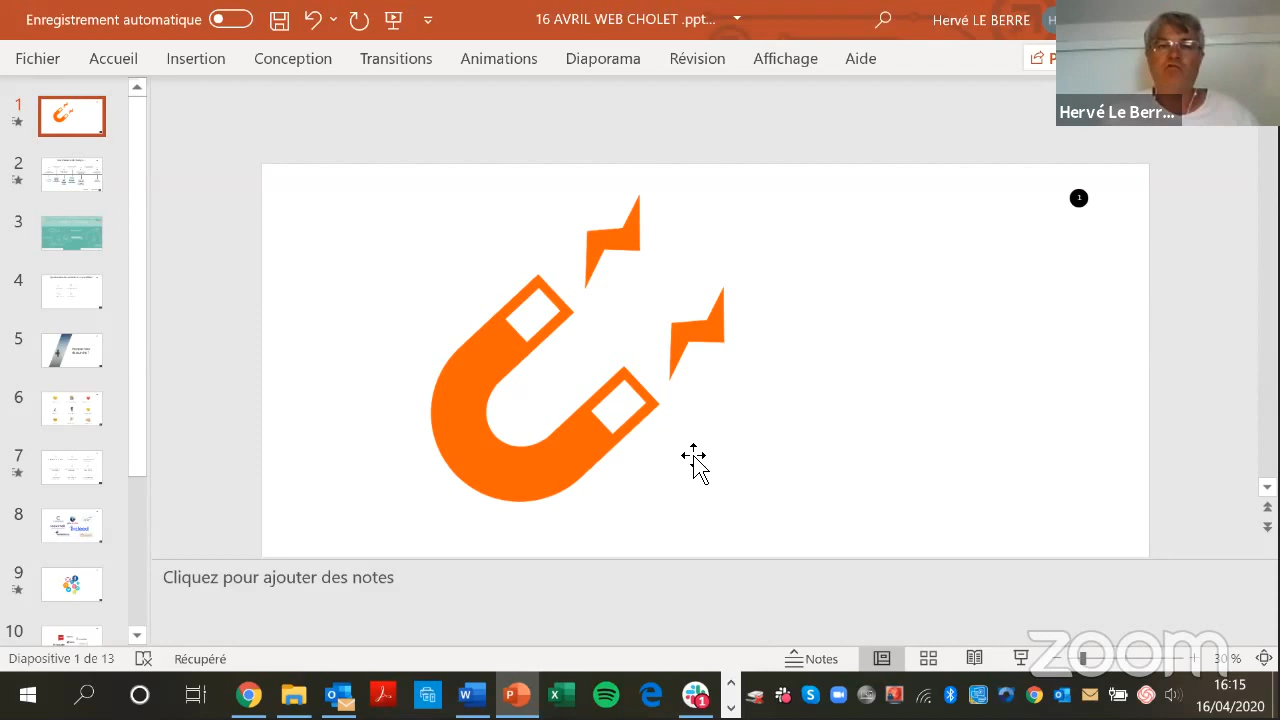 Enregistrement automatique
16 AVRIL WEB CHOLET .ppt...
Hervé LE BERRE
H
Fichier
Accueil
Insertion
Conception
Transitions
Animations
Diaporama
Révision
Affichage
Aide
P
Hervé Le Berr...
1
2
3
4
5
6
7
8
9
10
1
Cliquez pour ajouter des notes
Diapositive 1 de 13
Récupéré
Notes
30 %
zoom
1
16:15
16/04/2020